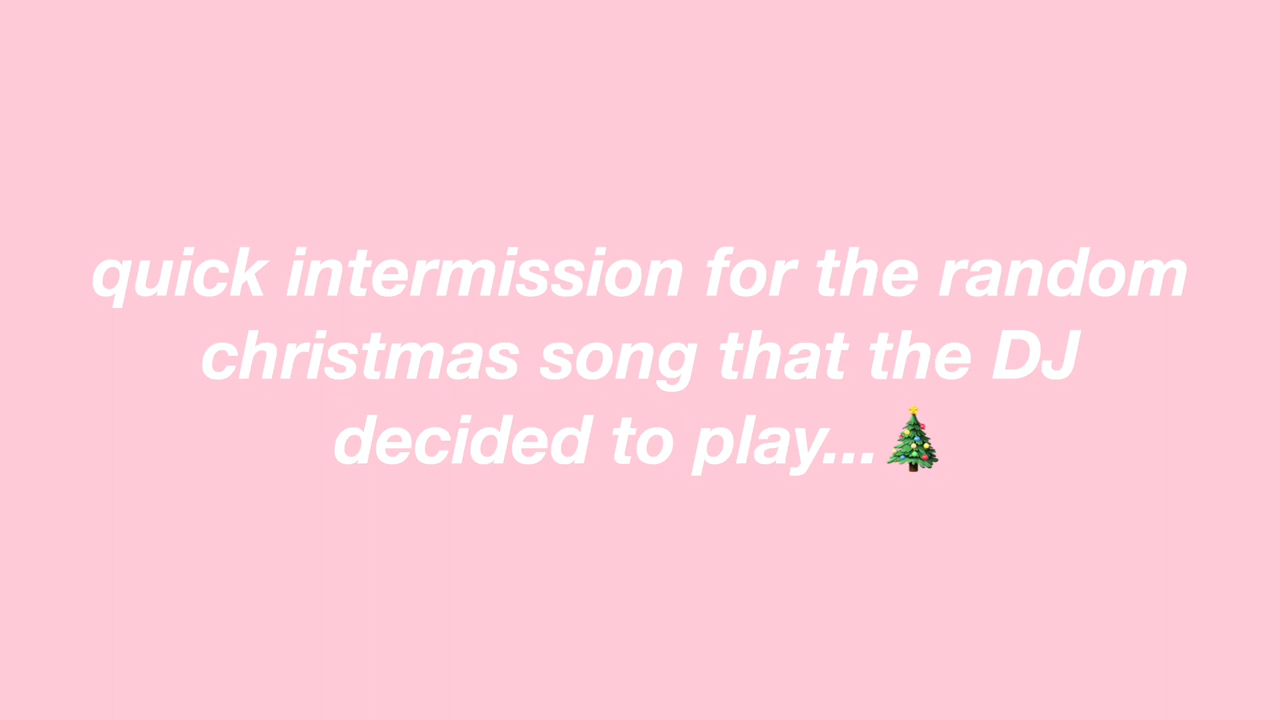 quick intermission for the random
christmas song that the DJ
decided to play...🎄